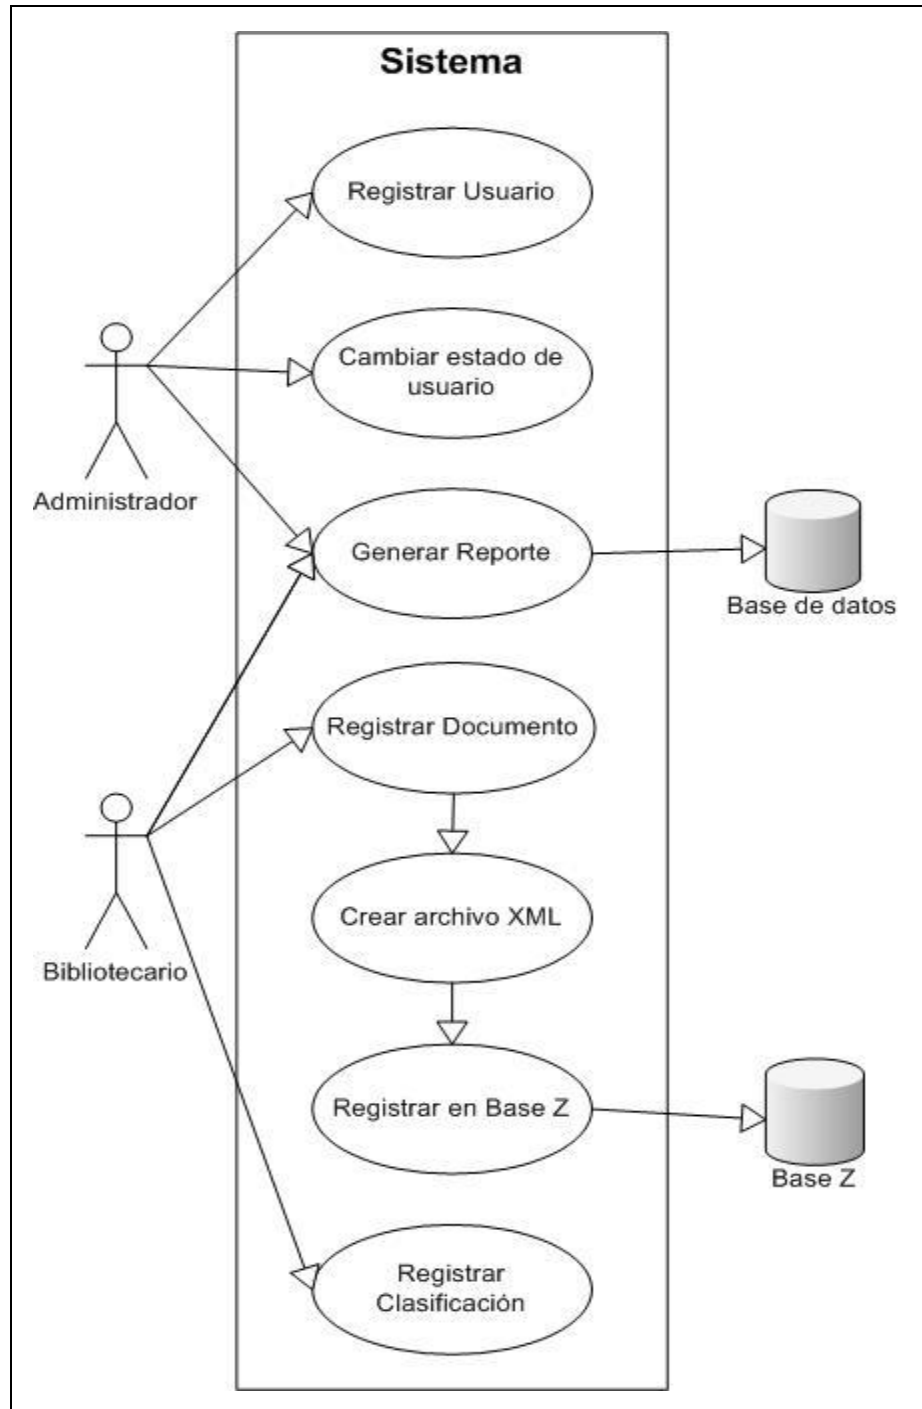 Sistema
Registrar Usuario
Cambiar estado de
usuario
Administrador
Generar Reporte
Base de datos
Registrar Documento
Crear archivo XML
Bibliotecario
Registrar en Base Z
Base Z
Registrar
Clasificación